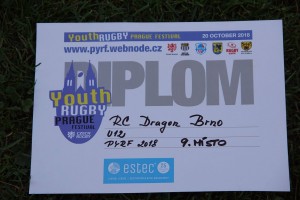 Youth RUGBY PRAGUE FESTIVAL
20 OCTOBER 2018
www.pyrf.webnode.cz
DIPLOM
Youth
RUGBY
PRAGUE
FESTIVAL
RC Dragon Brno
U12
PYRF 2018 9. MÍSTO
estec